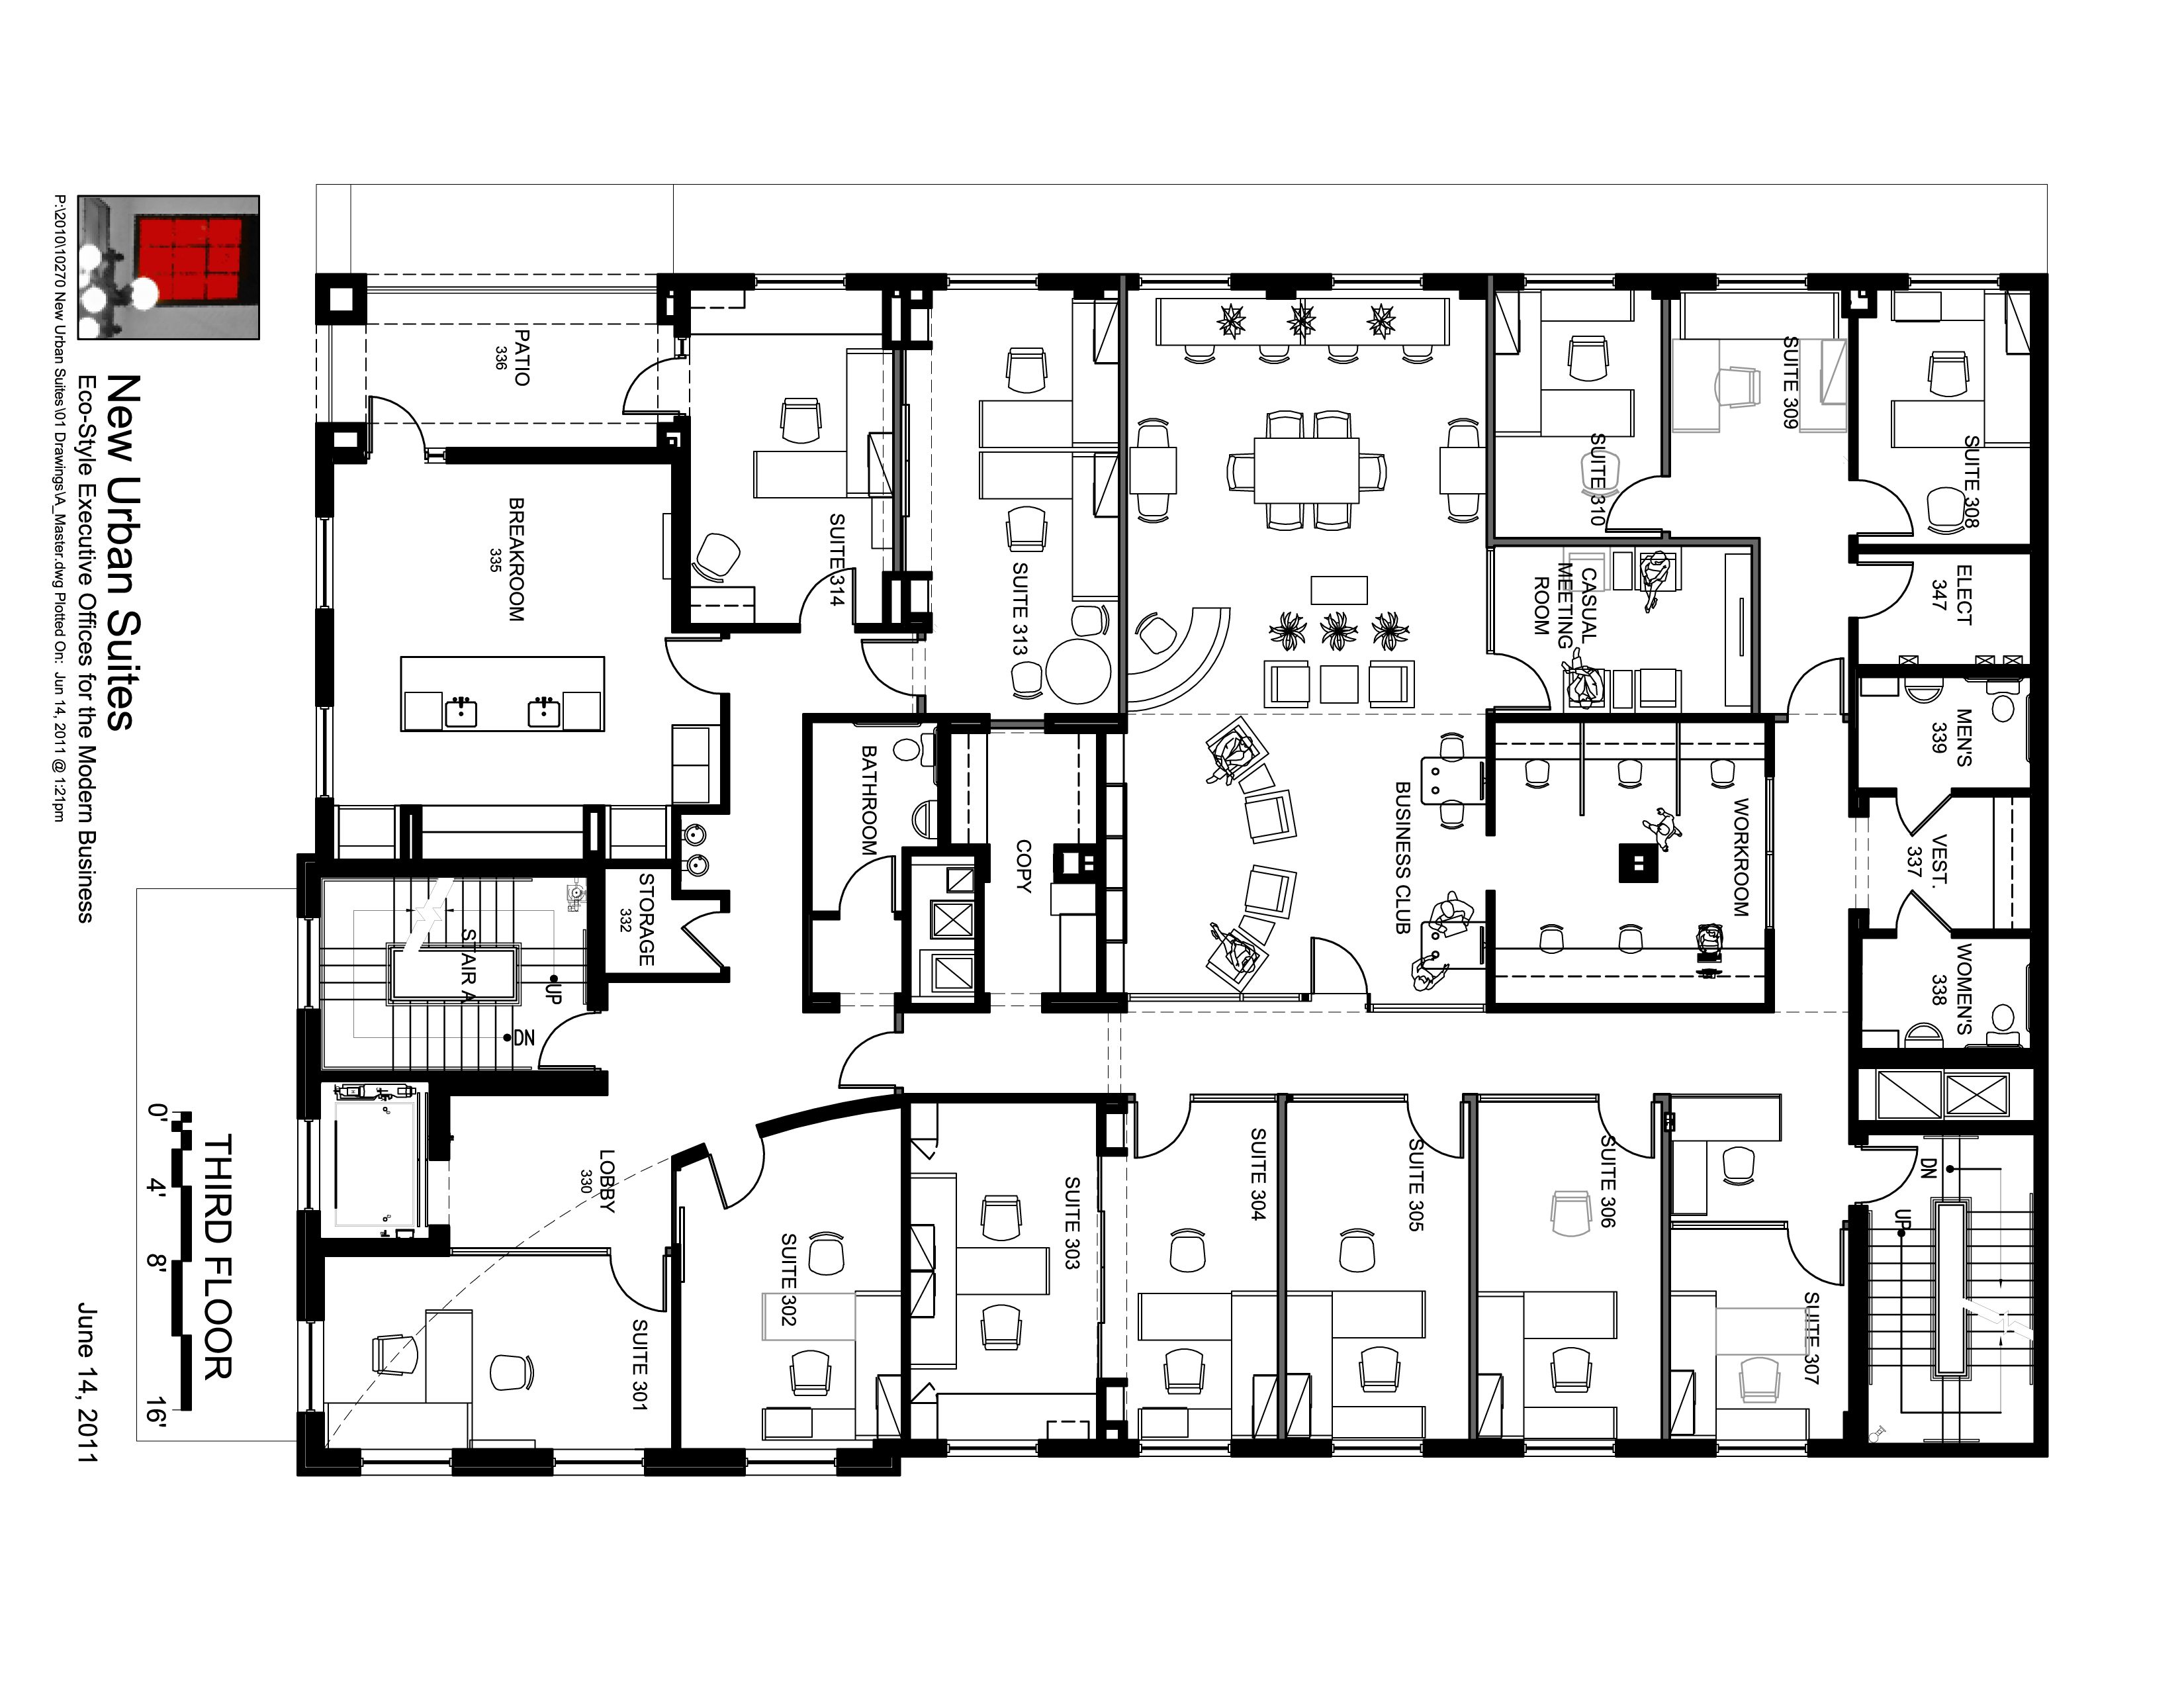 New Urban Suites
Eco-Style Executive Offices for the Modern Business
P:\2010\10270 New Urban Suites\01 Drawings\A_Master.dwg Plotted On: Jun 14, 2011 @ 1:21pm
THIRD FLOOR
0' 4' 8' 16'
June 14, 2011
SUITE 308
ELECT
347
MEN'S
339
VEST.
337
WOMEN'S
338
DN
UP
SUITE 309
SUITE 310
CASUAL
MEETING
ROOM
WORKROOM
SUITE 307
BUSINESS CLUB
SUITE 306
SUITE 305
SUITE 304
SUITE 313
COPY
SUITE 303
SUITE 314
BATHROOM
SUITE 302
PATIO
336
BREAKROOM
335
STORAGE
332
LOBBY
330
SUITE 301
STAIR A
UP
DN